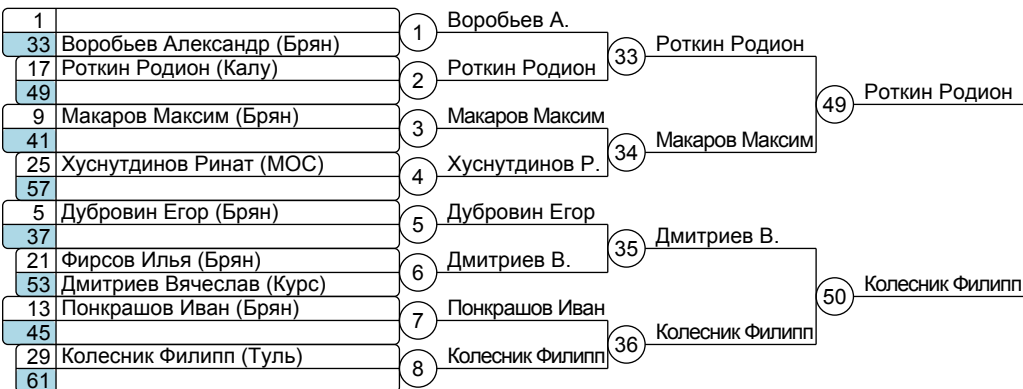 1
33 Воробьев Александр (Брян)
17 Роткин Родион (Калу)
49
9 Макаров Максим (Брян)
41
25 Хуснутдинов Ринат (МОС)
57
5 Дубровин Егор (Брян)
37
21 Фирсов Илья (Брян)
53 Дмитриев Вячеслав (Курс)
13 Понкрашов Иван (Брян)
45
29 Колесник Филипп (Туль)
61
1 Воробьев А.
2 Роткин Родион
3 Макаров Максим
4 Хуснутдинов Р.
5 Дубровин Егор
6 Дмитриев В.
7 Понкрашов Иван
8 Колесник Филипп
33 Роткин Родион
34 Макаров Максим
35 Дмитриев В.
36 Колесник Филипп
49 Роткин Родион
50 Колесник Филипп